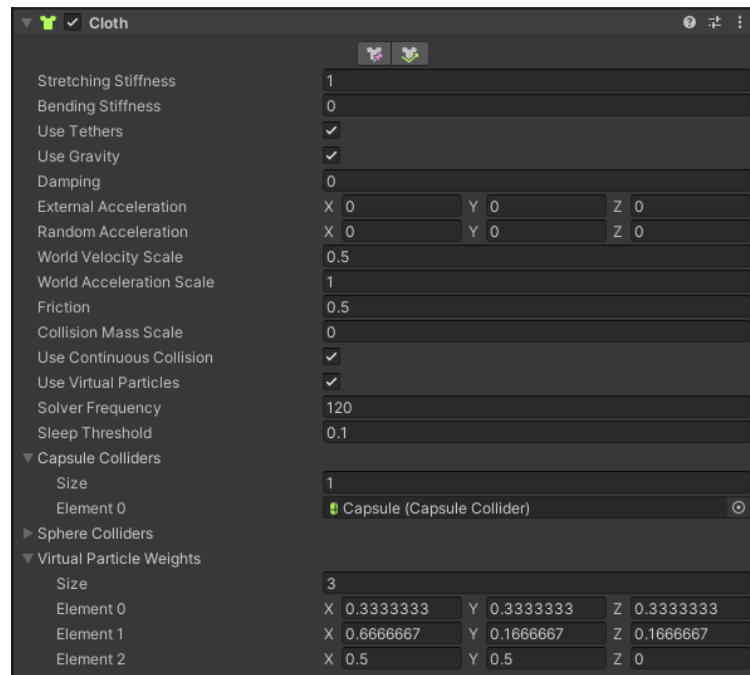 Cloth
Stretching Stiffness 1
Bending Stiffness 0
Use Tethers
Use Gravity
Damping 0
External Acceleration X 0 Y 0 Z 0
Random Acceleration X 0 Y 0 Z 0
World Velocity Scale 0.5
World Acceleration Scale 1
Friction 0.5
Collision Mass Scale 0
Use Continuous Collision
Use Virtual Particles
Solver Frequency 120
Sleep Threshold 0.1
Capsule Colliders
Size 1
Element 0 Capsule (Capsule Collider)
Sphere Colliders
Virtual Particle Weights
Size 3
Element 0 X 0.3333333 Y 0.3333333 Z 0.3333333
Element 1 X 0.6666667 Y 0.1666667 Z 0.1666667
Element 2 X 0.5 Y 0.5 Z 0